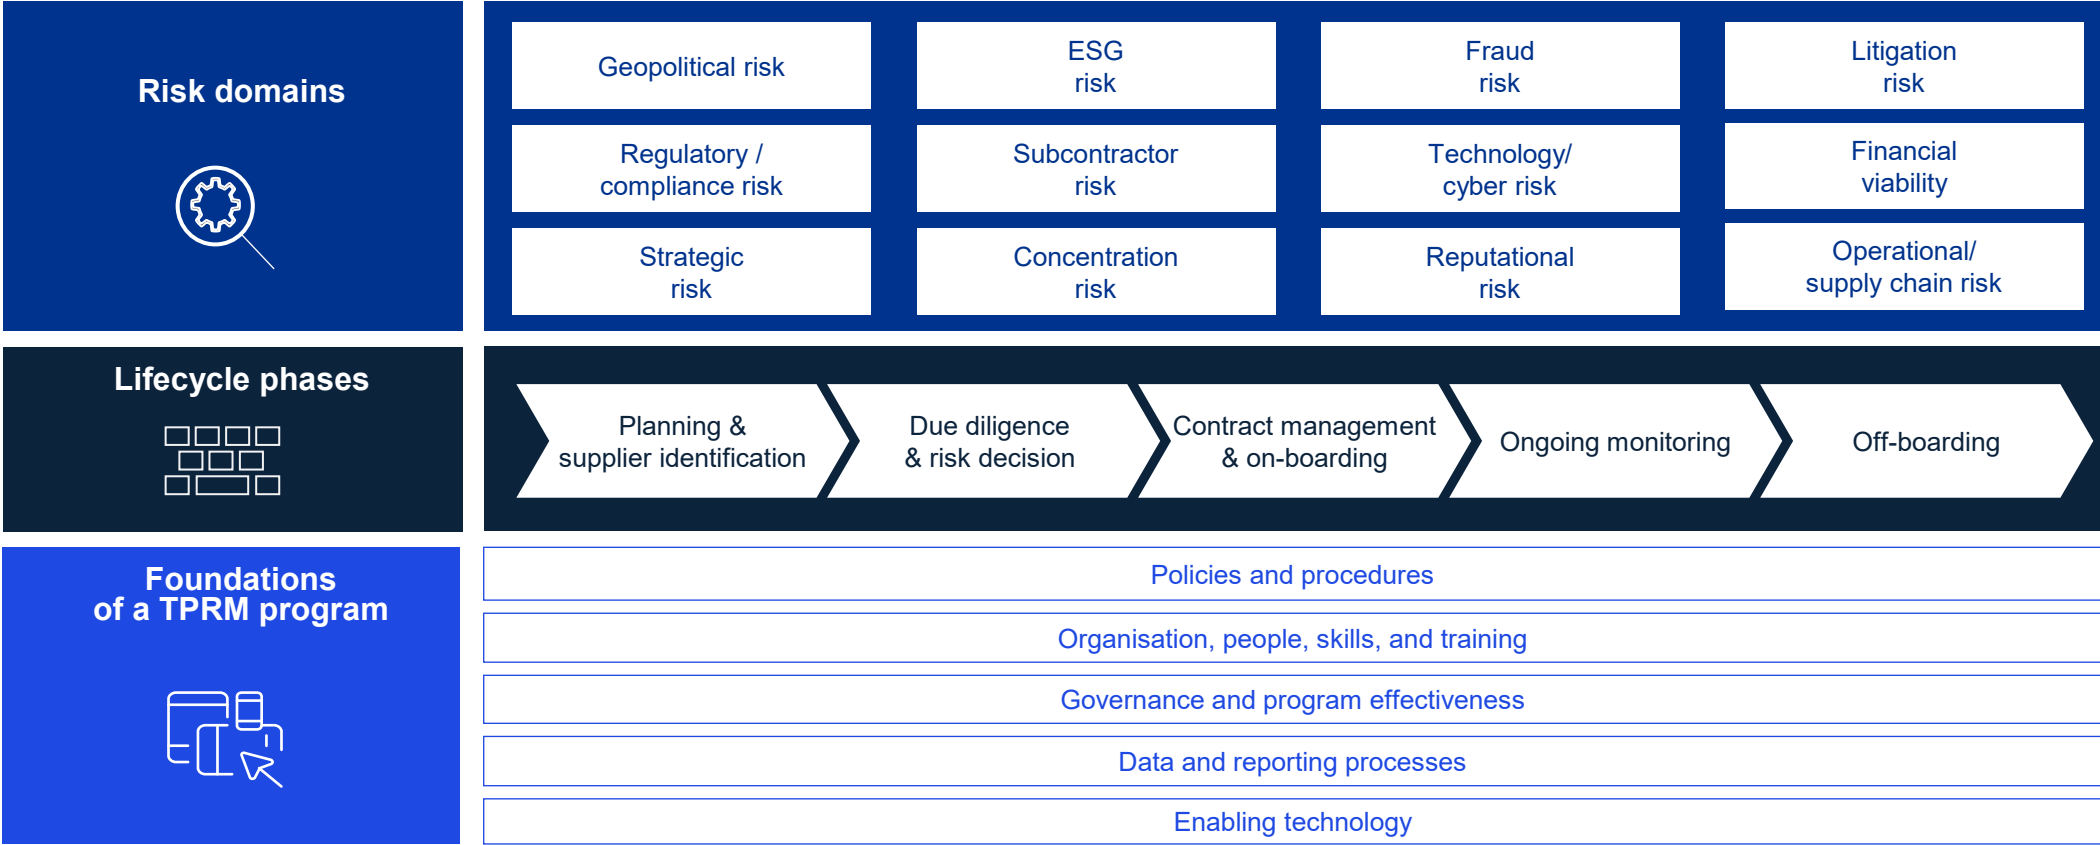 Risk domains
Geopolitical risk
ESG
risk
Fraud
risk
Litigation
risk
Regulatory /
compliance risk
Subcontractor
risk
Technology/
cyber risk
Financial
viability
Strategic
risk
Concentration
risk
Reputational
risk
Operational/
supply chain risk
Lifecycle phases
Planning &
supplier identification
Due diligence
& risk decision
Contract management
& on-boarding
Ongoing monitoring
Off-boarding
Foundations
of a TPRM program
Policies and procedures
Organisation, people, skills, and training
Governance and program effectiveness
Data and reporting processes
Enabling technology